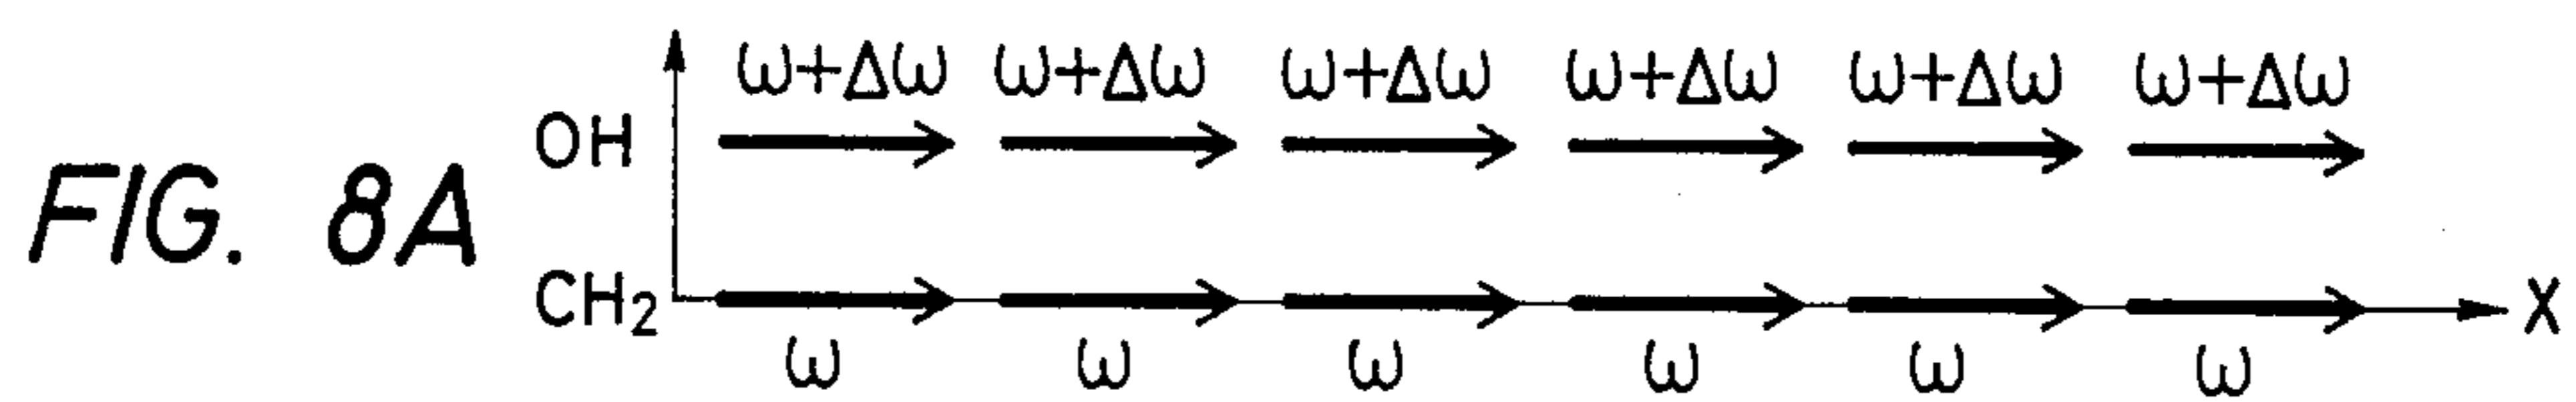 ω+Δω ω+Δω ω+Δω ω+Δω ω+Δω ω+Δω
OH
FIG. 8A
CH₂ X
ω ω ω ω ω ω